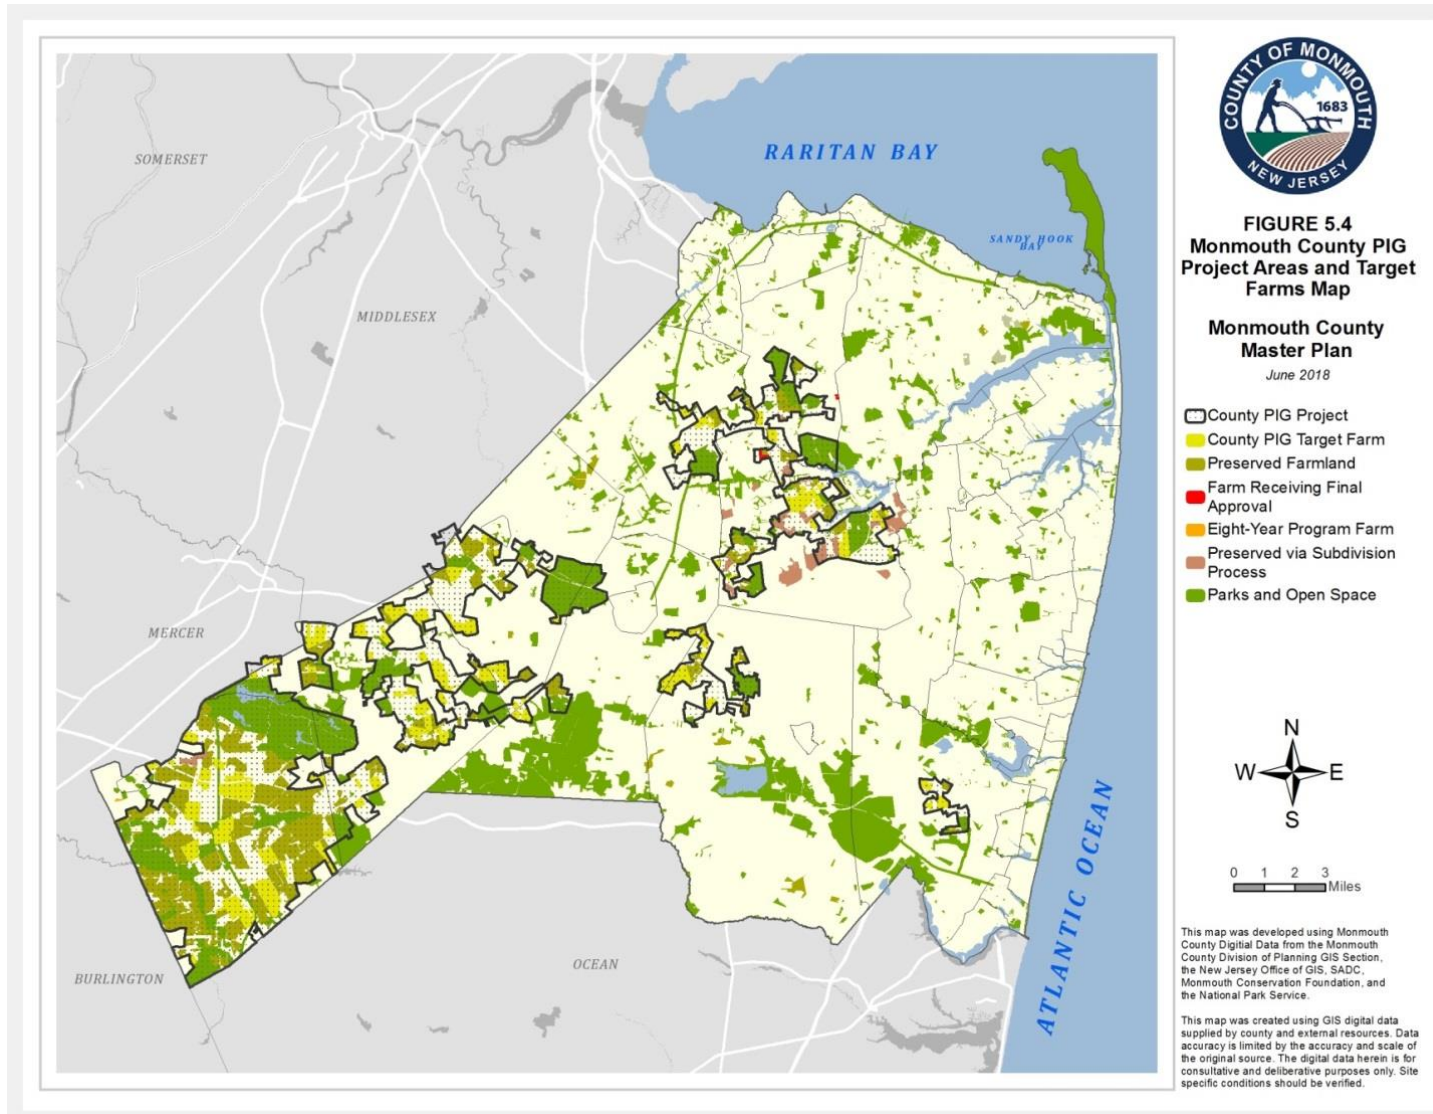 COUNTY OF MONMOUTH
1683
NEW JERSEY
FIGURE 5.4
Monmouth County PIG
Project Areas and Target
Farms Map
Monmouth County
Master Plan
June 2018
County PIG Project
County PIG Target Farm
Preserved Farmland
Farm Receiving Final
Approval
Eight-Year Program Farm
Preserved via Subdivision
Process
Parks and Open Space
RARITAN BAY
SANDY HOOK
BAY
SOMERSET
MIDDLESEX
MERCER
BURLINGTON
OCEAN
ATLANTIC OCEAN
N
W E
S
0 1 2 3
Miles
This map was developed using Monmouth
County Digitial Data from the Monmouth
County Division of Planning GIS Section,
the New Jersey Office of GIS, SADC,
Monmouth Conservation Foundation, and
the National Park Service.
This map was created using GIS digital data
supplied by county and external resources. Data
accuracy is limited by the accuracy and scale of
the original source. The digital data herein is for
consultative and deliberative purposes only. Site
specific conditions should be verified.